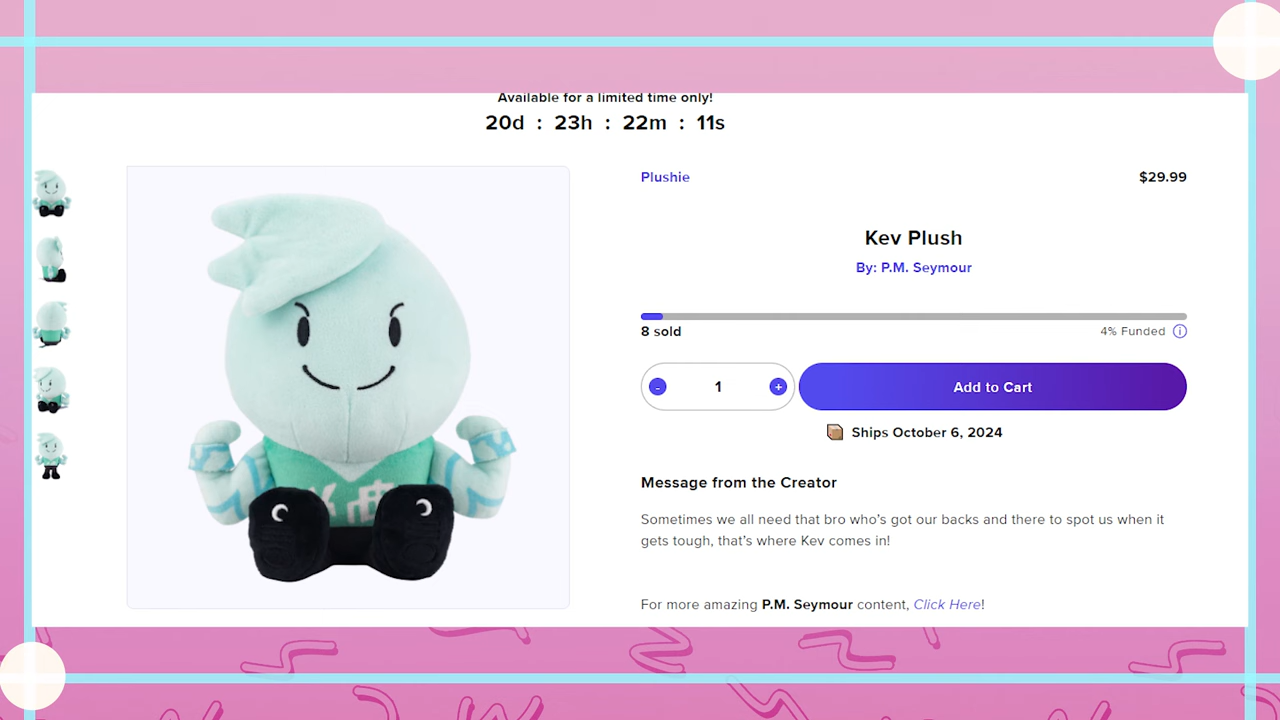 Available for a limited time only!
20d : 23h : 22m : 11s
Plushie
$29.99
Kev Plush
By: P.M. Seymour
8 sold
4% Funded
- 1 +
Add to Cart
Ships October 6, 2024
Message from the Creator
Sometimes we all need that bro who's got our backs and there to spot us when it
gets tough, that's where Kev comes in!
For more amazing P.M. Seymour content, Click Here!